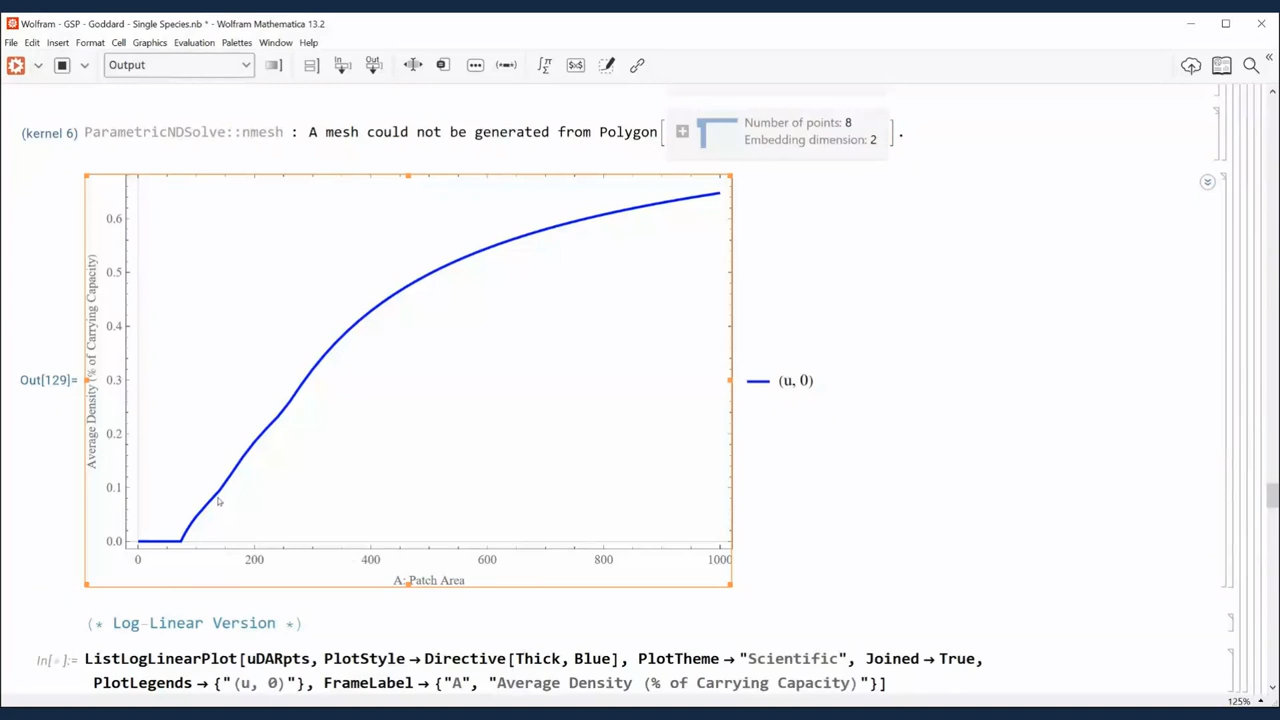 Wolfram - GSP - Goddard - Single Species.nb * - Wolfram Mathematica 13.2
File Edit Insert Format Cell Graphics Evaluation Palettes Window Help
Output
(kernel 6) ParametricNDSolve::nmesh : A mesh could not be generated from Polygon[ Number of points: 8 ].
Embedding dimension: 2
0.6
0.5
0.4
0.3
0.2
0.1
0.0
Average Density (% of Carrying Capacity)
Out[129]=
(u, 0)
0 200 400 600 800 1000
A: Patch Area
(* Log-Linear Version *)
In[*]:= ListLogLinearPlot[uDARpts, PlotStyle→Directive[Thick, Blue], PlotTheme→"Scientific", Joined→True,
PlotLegends→{"(u, 0)"}, FrameLabel→{"A", "Average Density (% of Carrying Capacity)"}]
125%